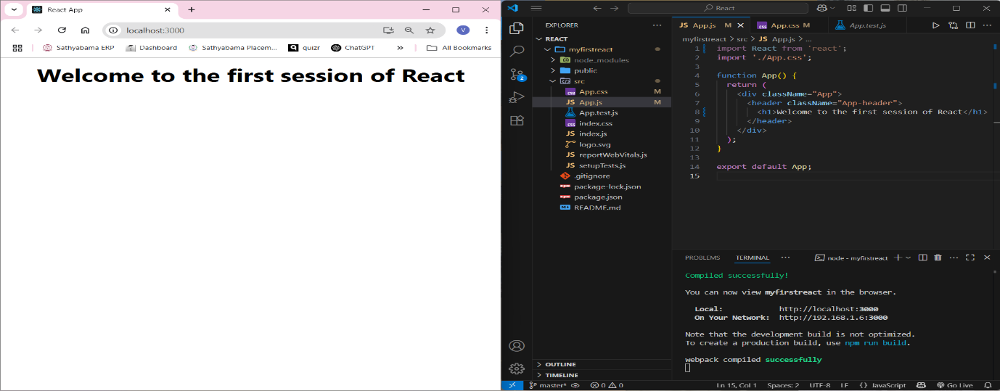 React App
localhost:3000
V
Sathyabama ERP
Dashboard
Sathyabama Placem...
quizr
ChatGPT
»
All Bookmarks
Welcome to the first session of React
React
EXPLORER
REACT
myfirstreact
node_modules
public
src
App.css M
JS App.js M
App.test.js
index.css
JS index.js
logo.svg
JS reportWebVitals.js
JS setupTests.js
.gitignore
package-lock.json
package.json
README.md
OUTLINE
TIMELINE
2
JS App.js M
App.css M
App.test.js
myfirstreact > src > JS App.js > ...
1 import React from 'react';
2 import './App.css';
3
4 function App() {
5 return (
6 <div className="App">
7 <header className="App-header">
8 <h1>Welcome to the first session of React</h1>
9 </header>
10 </div>
11 );
12 }
13
14 export default App;
15
PROBLEMS TERMINAL ... node - myfirstreact
Compiled successfully!
You can now view myfirstreact in the browser.
Local: http://localhost:3000
On Your Network: http://192.168.1.6:3000
Note that the development build is not optimized.
To create a production build, use npm run build.
webpack compiled successfully
master* 0 0 Ln 15, Col 1 Spaces: 2 UTF-8 LF {} JavaScript Go Live